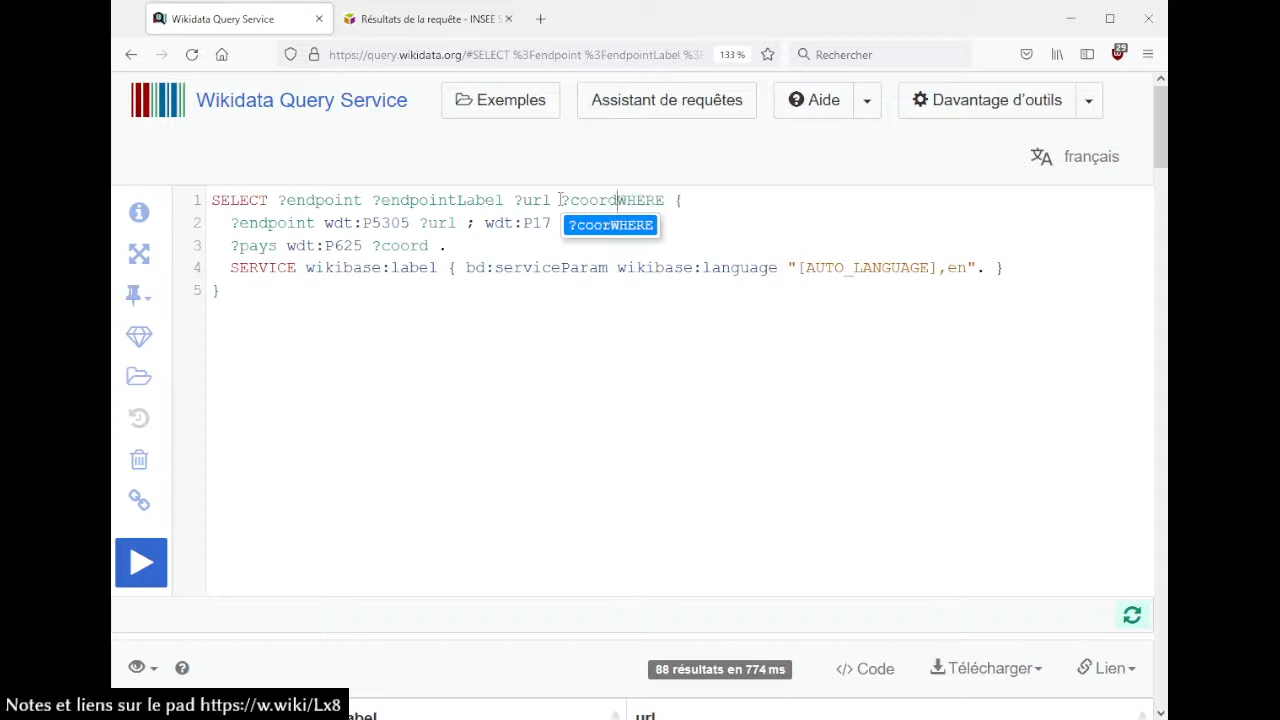 Wikidata Query Service
Résultats de la requête - INSEE S
https://query.wikidata.org/#SELECT %3Fendpoint %3FendpointLabel %3F
133 %
Rechercher
29
Wikidata Query Service
Exemples
Assistant de requêtes
Aide
Davantage d'outils
français
1 SELECT ?endpoint ?endpointLabel ?url ?coordWHERE {
2 ?endpoint wdt:P5305 ?url ; wdt:P17
?coorWHERE
3 ?pays wdt:P625 ?coord .
4 SERVICE wikibase:label { bd:serviceParam wikibase:language "[AUTO_LANGUAGE],en". }
5 }
88 résultats en 774 ms
</> Code
Télécharger
Lien
Notes et liens sur le pad https://w.wiki/Lx8
abel
url